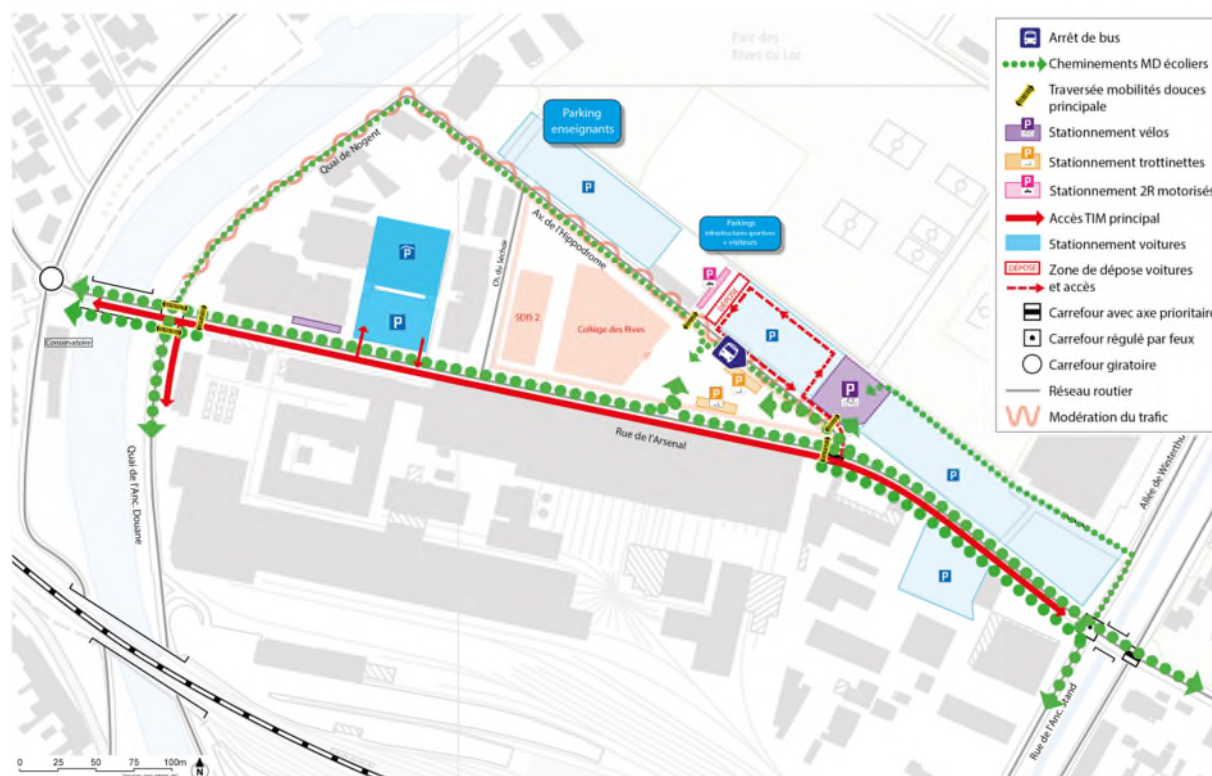 Parc des
Rives du Lac
Parking
enseignants
P
Quai de Nogent
Av. de l'Hippodrome
Parkings
infrastructures sportives
+ visiteurs
P
DÉPOSE
P
P
P
Ch. du Séchoir
SDIS 2
Collège des Rives
P
P
P
P
Conservatoire
Rue de l'Arsenal
P
P
Quai de l'Anc. Douane
Allée de Winterthu
Rue de l'Anc. Stand
0 25 50 75 100m
N
Arrêt de bus
Cheminements MD écoliers
Traversée mobilités douces
principale
P
Stationnement vélos
P
Stationnement trottinettes
P
Stationnement 2R motorisés
Accès TIM principal
Stationnement voitures
DÉPOSE
Zone de dépose voitures
et accès
Carrefour avec axe prioritaire
Carrefour régulé par feux
Carrefour giratoire
Réseau routier
Modération du trafic